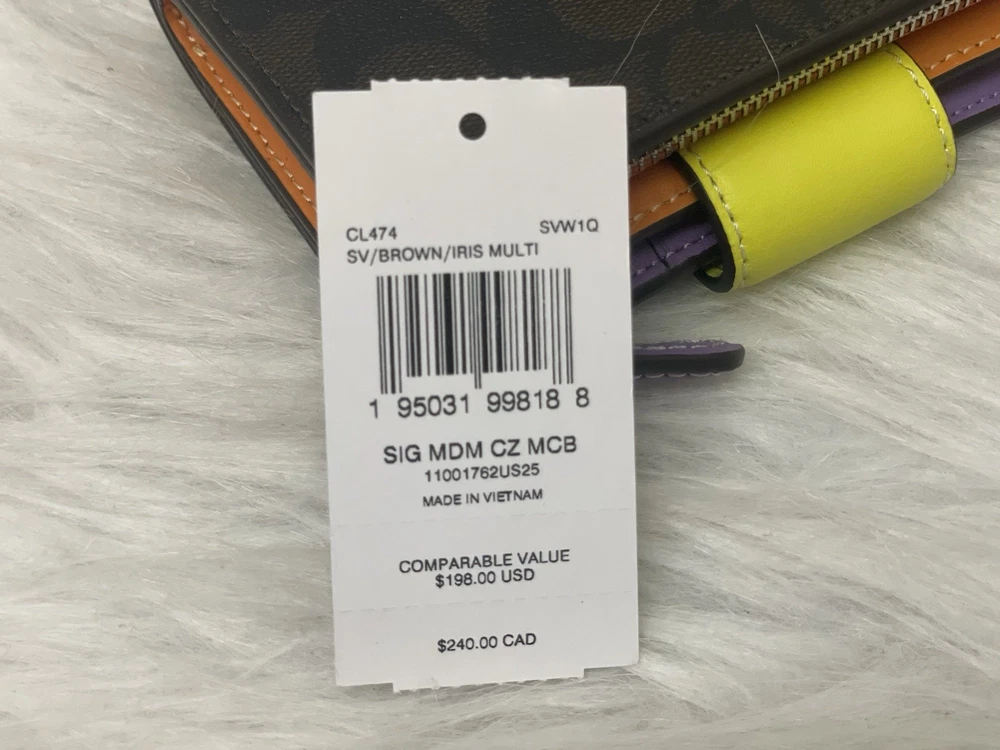 CL474 SVW1Q
SV/BROWN/IRIS MULTI
1 95031 99818 8
SIG MDM CZ MCB
11001762US25
MADE IN VIETNAM
COMPARABLE VALUE
$198.00 USD
$240.00 CAD